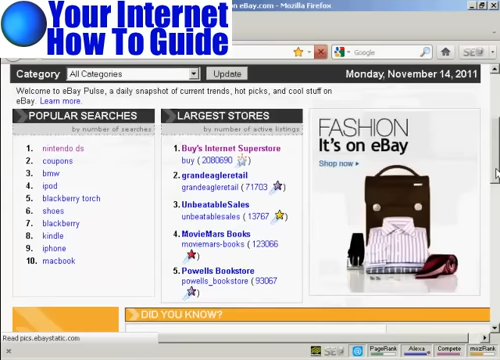 Your Internet
How To Guide
on eBay.com - Mozilla Firefox
Google
Category
All Categories
Update
Monday, November 14, 2011
Welcome to eBay Pulse, a daily snapshot of current trends, hot picks, and cool stuff on
eBay. Learn more.
POPULAR SEARCHES
by number of searches
1. nintendo ds
2. coupons
3. bmw
4. ipod
5. blackberry torch
6. shoes
7. blackberry
8. kindle
9. iphone
10. macbook
LARGEST STORES
by number of active listings
1. Buy's Internet Superstore
buy ( 2080690 )
2. grandeagleretail
grandeagleretail ( 71703 )
3. UnbeatableSales
unbeatablesales ( 13767 )
4. MovieMars Books
moviemars-books ( 123066
)
5. Powells Bookstore
powells_bookstore ( 93067
)
FASHION
It's on eBay
Shop now
DID YOU KNOW?
Read pics.ebaystatic.com
PageRank
Alexa
Compete
mozRank